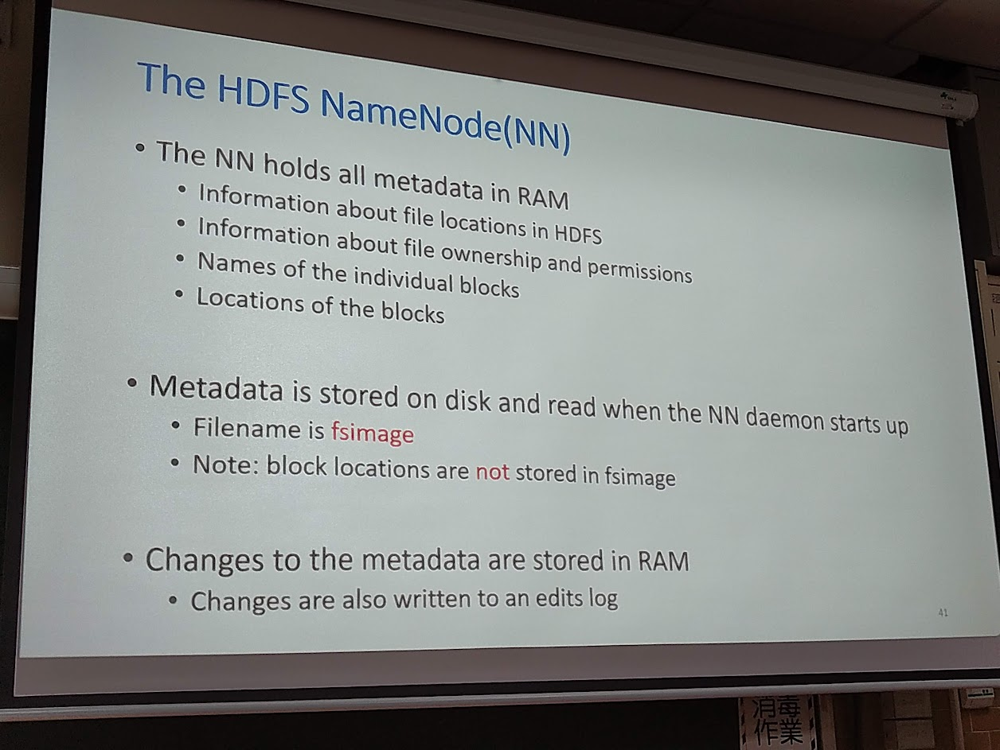 The HDFS NameNode(NN)
• The NN holds all metadata in RAM
• Information about file locations in HDFS
• Information about file ownership and permissions
• Names of the individual blocks
• Locations of the blocks
• Metadata is stored on disk and read when the NN daemon starts up
• Filename is fsimage
• Note: block locations are not stored in fsimage
• Changes to the metadata are stored in RAM
• Changes are also written to an edits log
41
消毒
作業